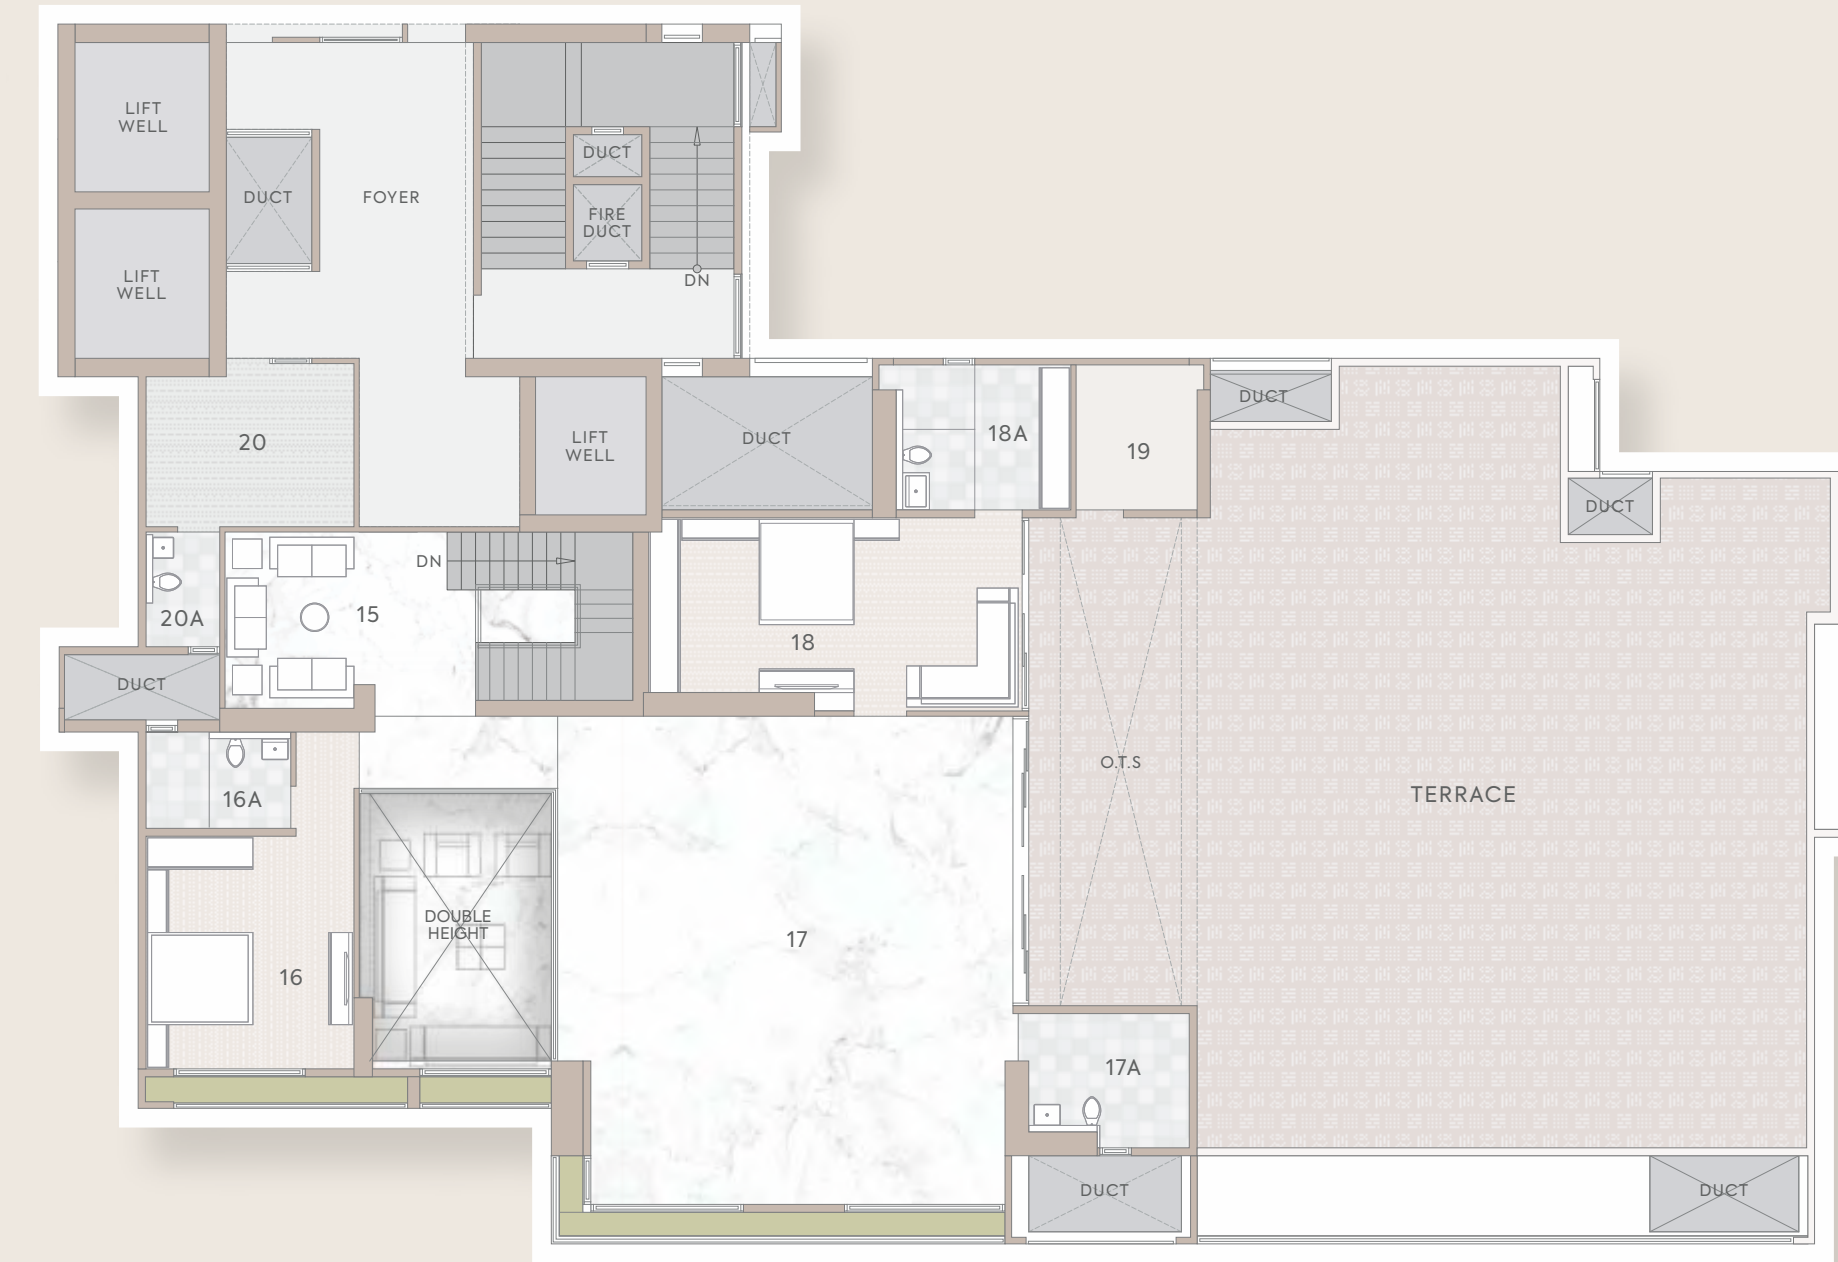 LIFT
WELL
DUCT
FOYER
DUCT
FIRE
DUCT
LIFT
WELL
DN
20
LIFT
WELL
DUCT
18A
19
DUCT
DUCT
DN
15
20A
18
DUCT
O.T.S
TERRACE
16A
DOUBLE
HEIGHT
17
16
17A
DUCT
DUCT